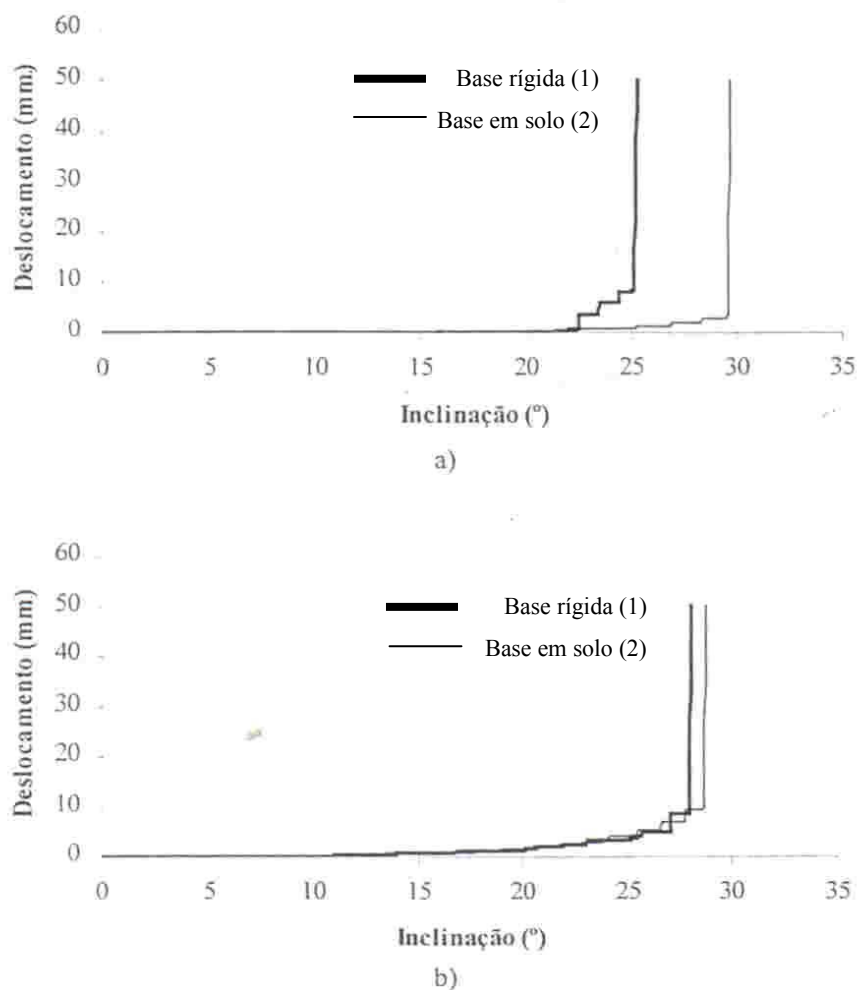 60
50
40
30
20
10
0
Deslocamento (mm)
Base rígida (1)
Base em solo (2)
0 5 10 15 20 25 30 35
Inclinação (º)
a)
60
50
40
30
20
10
0
Deslocamento (mm)
Base rígida (1)
Base em solo (2)
0 5 10 15 20 25 30 35
Inclinação (º)
b)